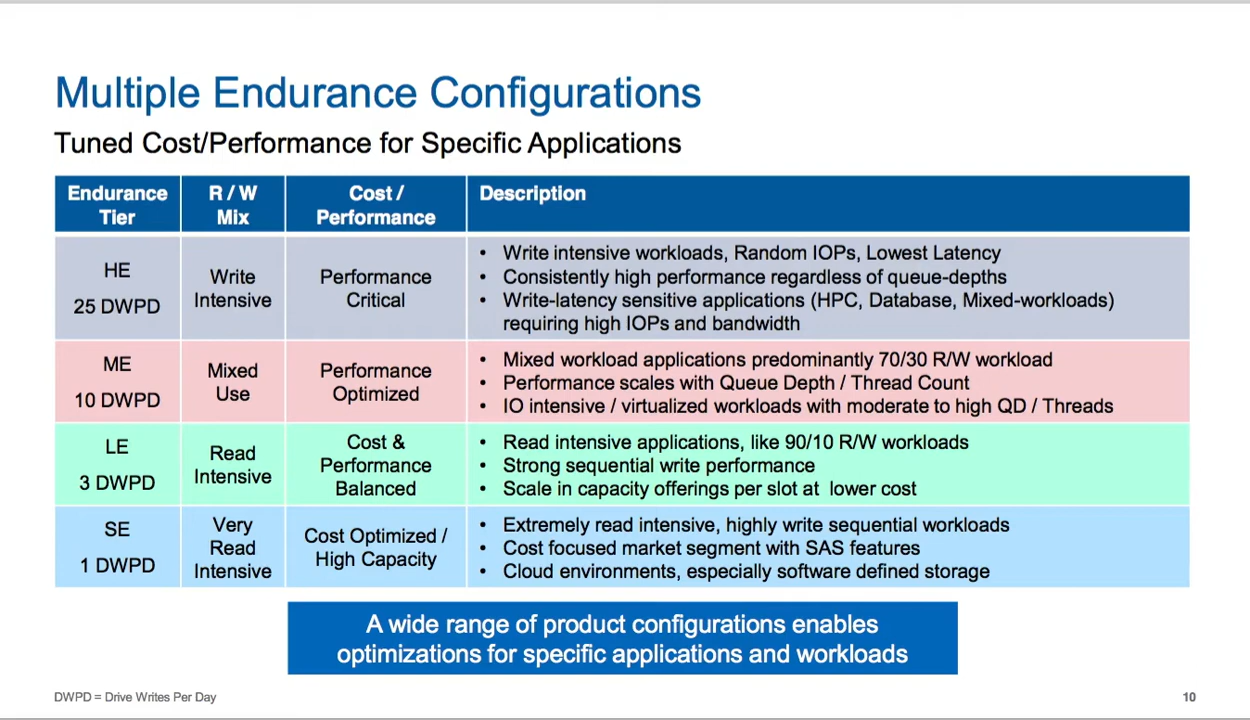 Multiple Endurance Configurations
Tuned Cost/Performance for Specific Applications
Endurance
Tier
R / W
Mix
Cost /
Performance
Description
HE
25 DWPD
Write
Intensive
Performance
Critical
• Write intensive workloads, Random IOPs, Lowest Latency
• Consistently high performance regardless of queue-depths
• Write-latency sensitive applications (HPC, Database, Mixed-workloads)
requiring high IOPs and bandwidth
ME
10 DWPD
Mixed
Use
Performance
Optimized
• Mixed workload applications predominantly 70/30 R/W workload
• Performance scales with Queue Depth / Thread Count
• IO intensive / virtualized workloads with moderate to high QD / Threads
LE
3 DWPD
Read
Intensive
Cost &
Performance
Balanced
• Read intensive applications, like 90/10 R/W workloads
• Strong sequential write performance
• Scale in capacity offerings per slot at lower cost
SE
1 DWPD
Very
Read
Intensive
Cost Optimized /
High Capacity
• Extremely read intensive, highly write sequential workloads
• Cost focused market segment with SAS features
• Cloud environments, especially software defined storage
A wide range of product configurations enables
optimizations for specific applications and workloads
DWPD = Drive Writes Per Day
10